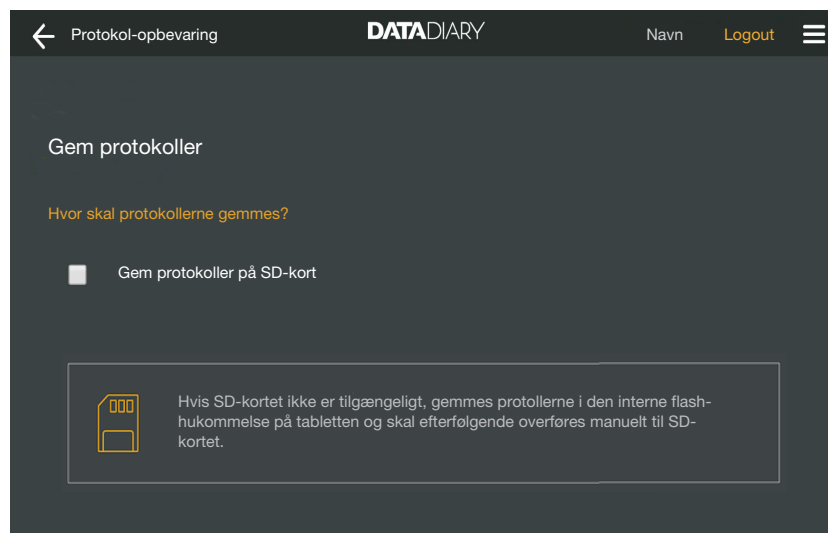 Protokol-opbevaring DATADIARY Navn Logout
Gem protokoller
Hvor skal protokollerne gemmes?
Gem protokoller på SD-kort
Hvis SD-kortet ikke er tilgængeligt, gemmes protollerne i den interne flash-
hukommelse på tabletten og skal efterfølgende overføres manuelt til SD-
kortet.